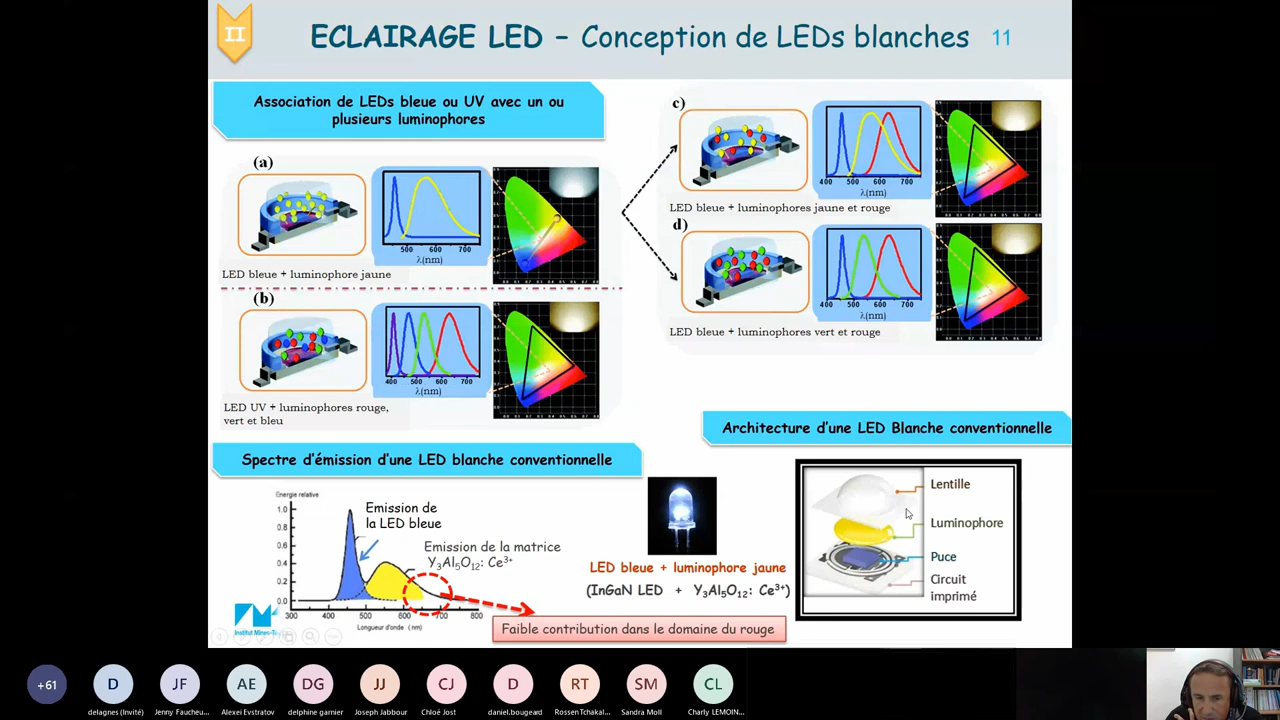 II
ECLAIRAGE LED – Conception de LEDs blanches
11
Association de LEDs bleue ou UV avec un ou
plusieurs luminophores
(a)
500 600 700
λ(nm)
LED bleue + luminophore jaune
(b)
400 500 600 700
λ(nm)
LED UV + luminophores rouge,
vert et bleu
c)
400 500 600 700
λ(nm)
LED bleue + luminophores jaune et rouge
d)
400 500 600 700
λ(nm)
LED bleue + luminophores vert et rouge
Spectre d'émission d'une LED blanche conventionnelle
Energie relative
1.0
0.8
0.6
0.4
0.2
0.0
300 400 500 600 700 800
Longueur d'onde (nm)
Emission de
la LED bleue
Emission de la matrice
Y₃Al₅O₁₂: Ce³⁺
Faible contribution dans le domaine du rouge
LED bleue + luminophore jaune
(InGaN LED + Y₃Al₅O₁₂: Ce³⁺)
Architecture d'une LED Blanche conventionnelle
Lentille
Luminophore
Puce
Circuit
imprimé
+61
D
delagnes (Invité)
JF
Jenny Faucheu...
AE
Alexei Evstratov
DG
delphine garnier
JJ
Joseph Jabbour
CJ
Chloé Jost
D
daniel.bougeard
RT
Rossen Tchakal...
SM
Sandra Moll
CL
Charly LEMOIN...